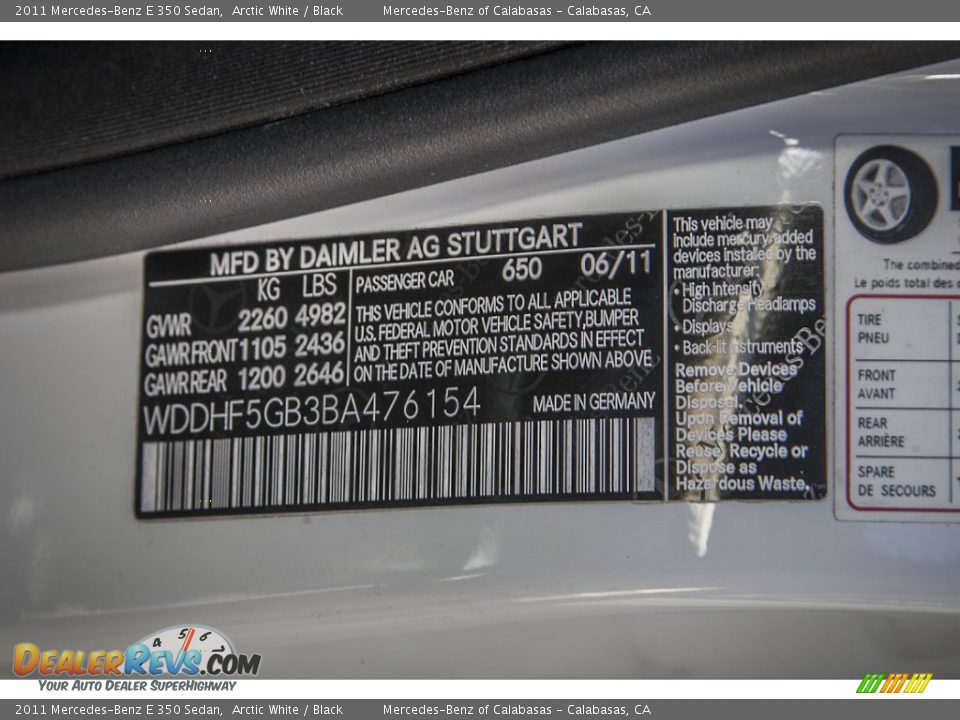 2011 Mercedes-Benz E 350 Sedan, Arctic White / Black Mercedes-Benz of Calabasas - Calabasas, CA
MFD BY DAIMLER AG STUTTGART
KG LBS
GVWR 2260 4982
GAWR FRONT 1105 2436
GAWR REAR 1200 2646
PASSENGER CAR 650 06/11
THIS VEHICLE CONFORMS TO ALL APPLICABLE
U.S. FEDERAL MOTOR VEHICLE SAFETY, BUMPER
AND THEFT PREVENTION STANDARDS IN EFFECT
ON THE DATE OF MANUFACTURE SHOWN ABOVE
WDDHF5GB3BA476154 MADE IN GERMANY
This vehicle may
Include mercury-added
devices installed by the
manufacturer:
• High Intensity
Discharge Headlamps
• Displays
• Back-lit Instruments
Remove Devices
Before Vehicle
Disposal.
Upon Removal of
Devices Please
Reuse, Recycle or
Dispose as
Hazardous Waste.
The combined
Le poids total des
TIRE
PNEU
FRONT
AVANT
REAR
ARRIÈRE
SPARE
DE SECOURS
4 5 6
DEALERREVS.COM
YOUR AUTO DEALER SUPERHIGHWAY
2011 Mercedes-Benz E 350 Sedan, Arctic White / Black Mercedes-Benz of Calabasas - Calabasas, CA